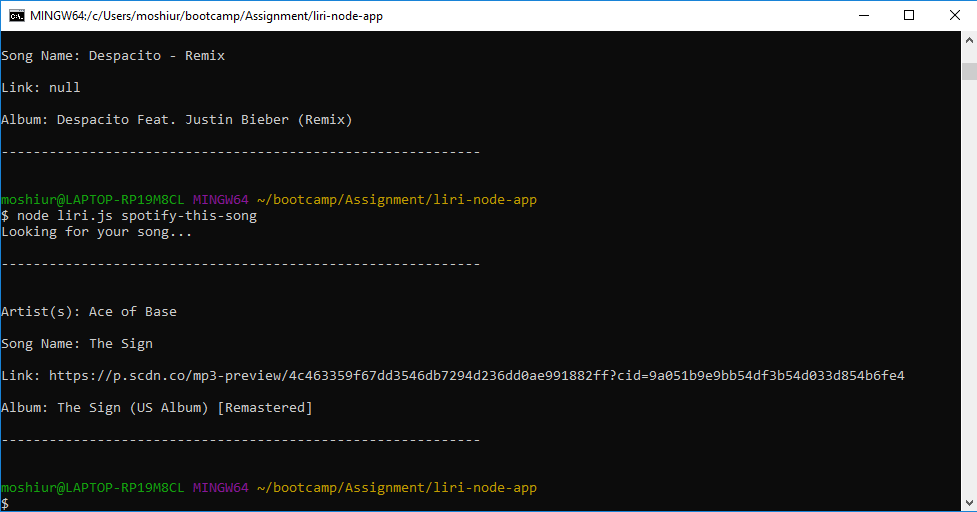 MINGW64:/c/Users/moshiur/bootcamp/Assignment/liri-node-app
Song Name: Despacito - Remix
Link: null
Album: Despacito Feat. Justin Bieber (Remix)
------------------------------------------------------------
moshiur@LAPTOP-RP19M8CL MINGW64 ~/bootcamp/Assignment/liri-node-app
$ node liri.js spotify-this-song
Looking for your song...
------------------------------------------------------------
Artist(s): Ace of Base
Song Name: The Sign
Link: https://p.scdn.co/mp3-preview/4c463359f67dd3546db7294d236dd0ae991882ff?cid=9a051b9e9bb54df3b54d033d854b6fe4
Album: The Sign (US Album) [Remastered]
------------------------------------------------------------
moshiur@LAPTOP-RP19M8CL MINGW64 ~/bootcamp/Assignment/liri-node-app
$